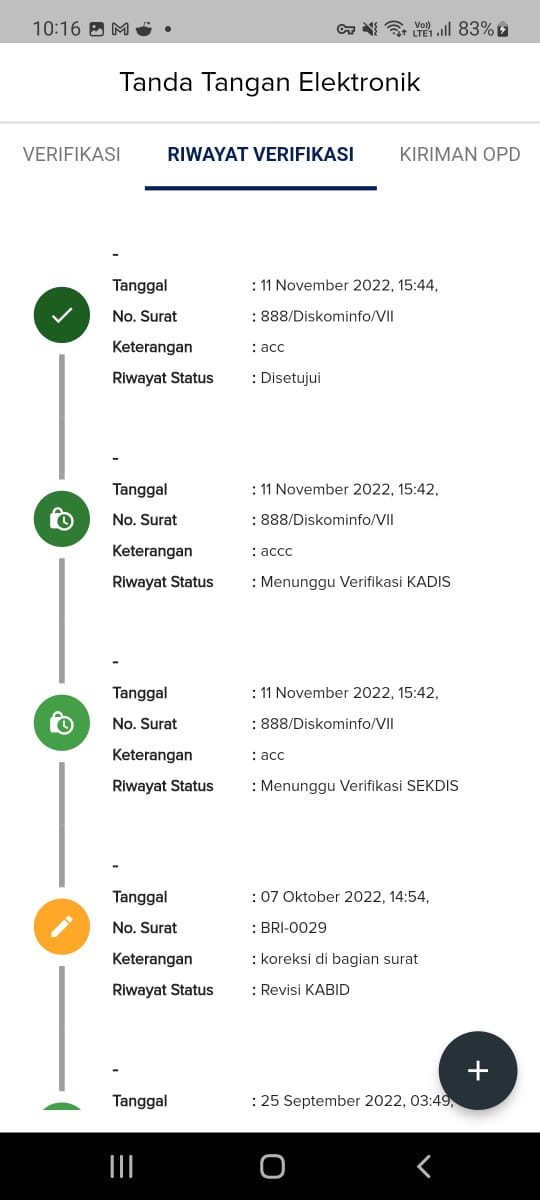 10:16 Vo)) LTE1 83%
Tanda Tangan Elektronik
VERIFIKASI RIWAYAT VERIFIKASI KIRIMAN OPD
-
Tanggal : 11 November 2022, 15:44,
No. Surat : 888/Diskominfo/VII
Keterangan : acc
Riwayat Status : Disetujui
-
Tanggal : 11 November 2022, 15:42,
No. Surat : 888/Diskominfo/VII
Keterangan : accc
Riwayat Status : Menunggu Verifikasi KADIS
-
Tanggal : 11 November 2022, 15:42,
No. Surat : 888/Diskominfo/VII
Keterangan : acc
Riwayat Status : Menunggu Verifikasi SEKDIS
-
Tanggal : 07 Oktober 2022, 14:54,
No. Surat : BRI-0029
Keterangan : koreksi di bagian surat
Riwayat Status : Revisi KABID
-
Tanggal : 25 September 2022, 03:49,